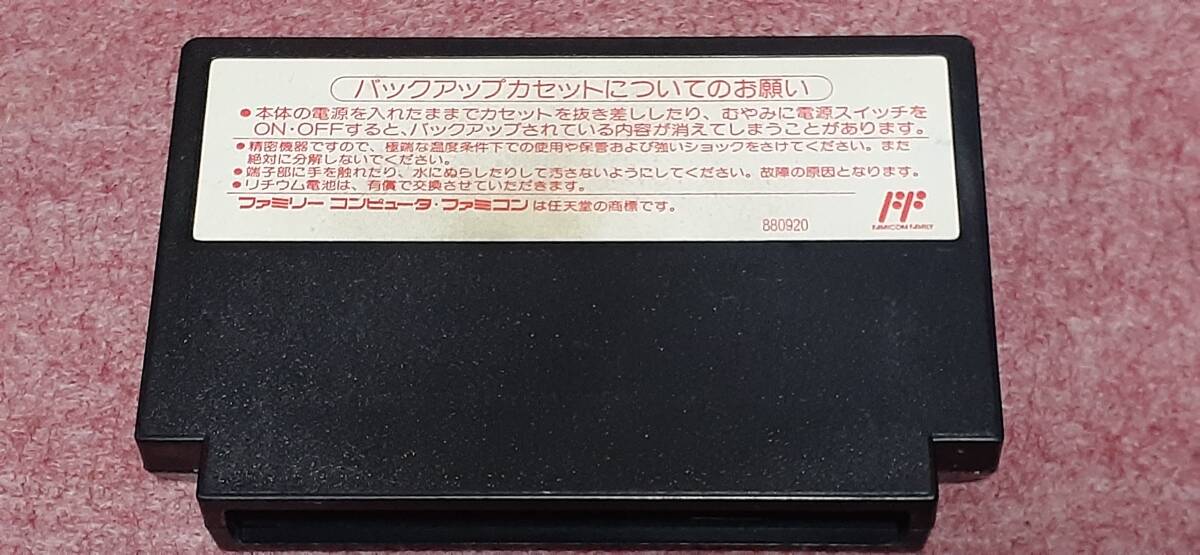 バックアップカセットについてのお願い
●本体の電源を入れたままでカセットを抜き差ししたり、むやみに電源スイッチを
ON・OFFすると、バックアップされている内容が消えてしまうことがあります。
●精密機器ですので、極端な温度条件下での使用や保管および強いショックをさけてください。また
絶対に分解しないでください。
●端子部に手を触れたり、水にぬらしたりして汚さないようにしてください。故障の原因となります。
●リチウム電池は、有償で交換させていただきます。
ファミリー コンピュータ・ファミコンは任天堂の商標です。
880920
FAMICOM FAMILY